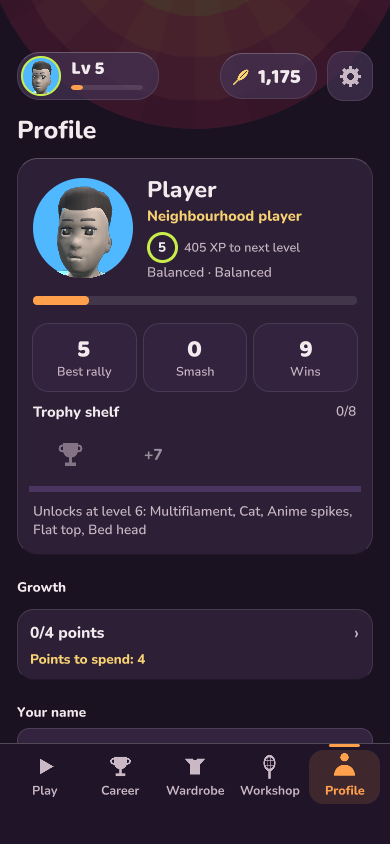 Lv 5
1,175
Profile
Player
Neighbourhood player
5
405 XP to next level
Balanced · Balanced
5
Best rally
0
Smash
9
Wins
Trophy shelf
0/8
+7
Unlocks at level 6: Multifilament, Cat, Anime spikes,
Flat top, Bed head
Growth
0/4 points
›
Points to spend: 4
Your name
Play
Career
Wardrobe
Workshop
Profile